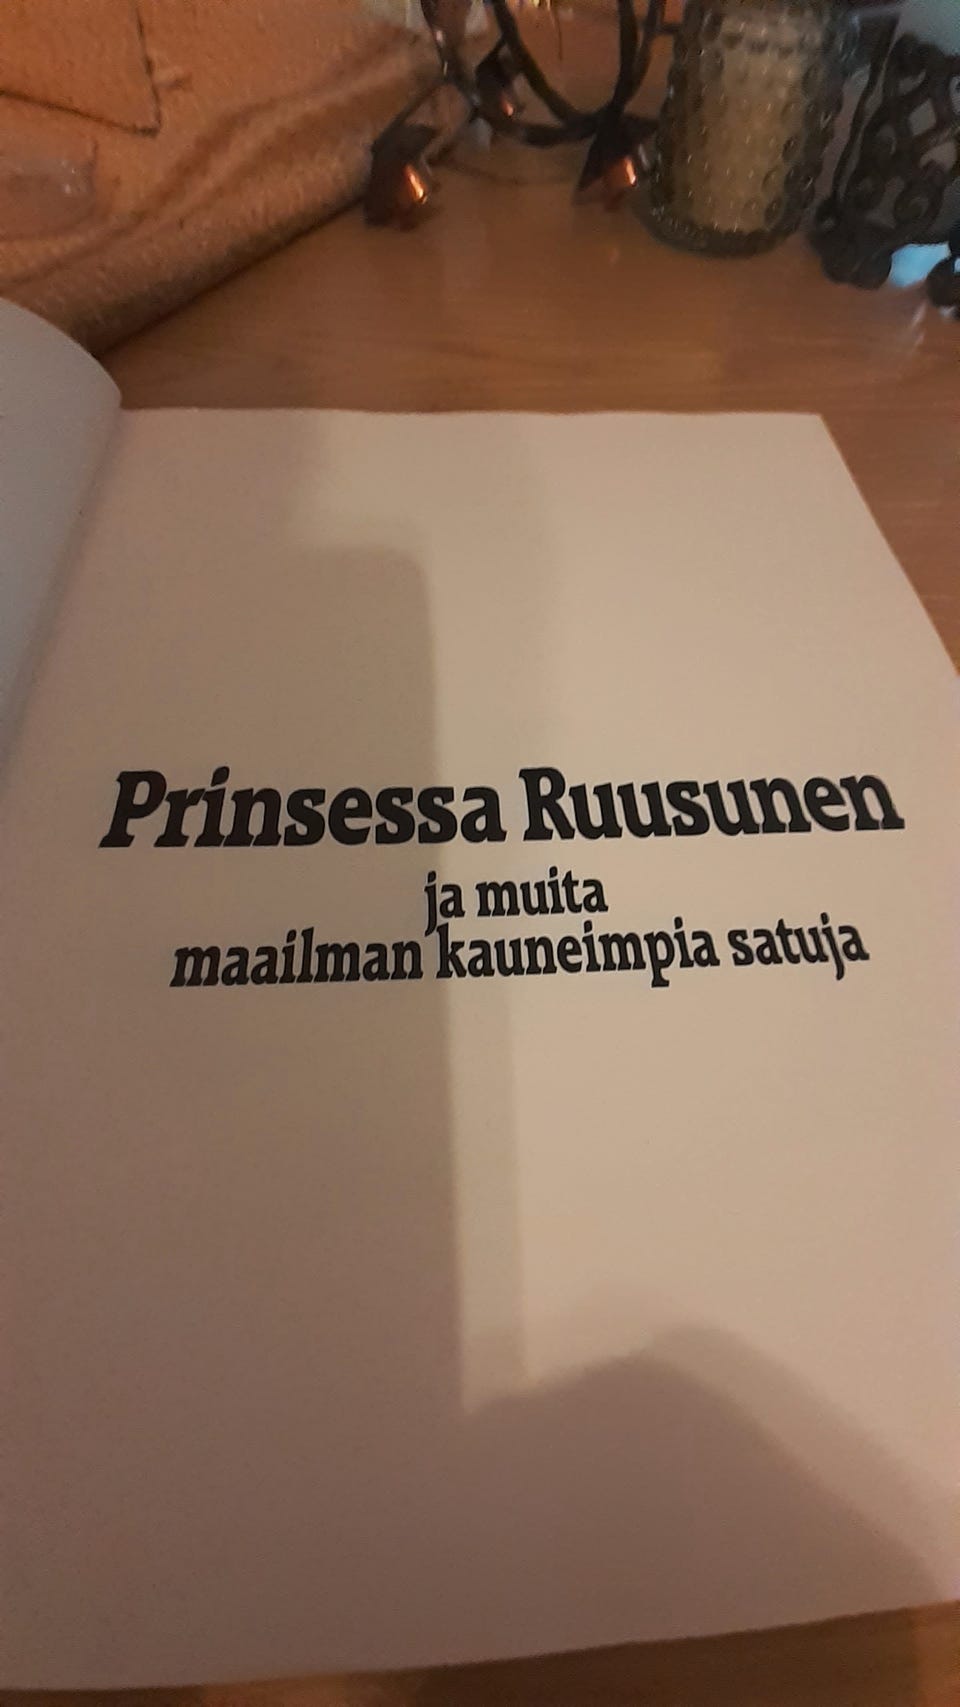 Prinsessa Ruusunen
ja muita
maailman kauneimpia satuja